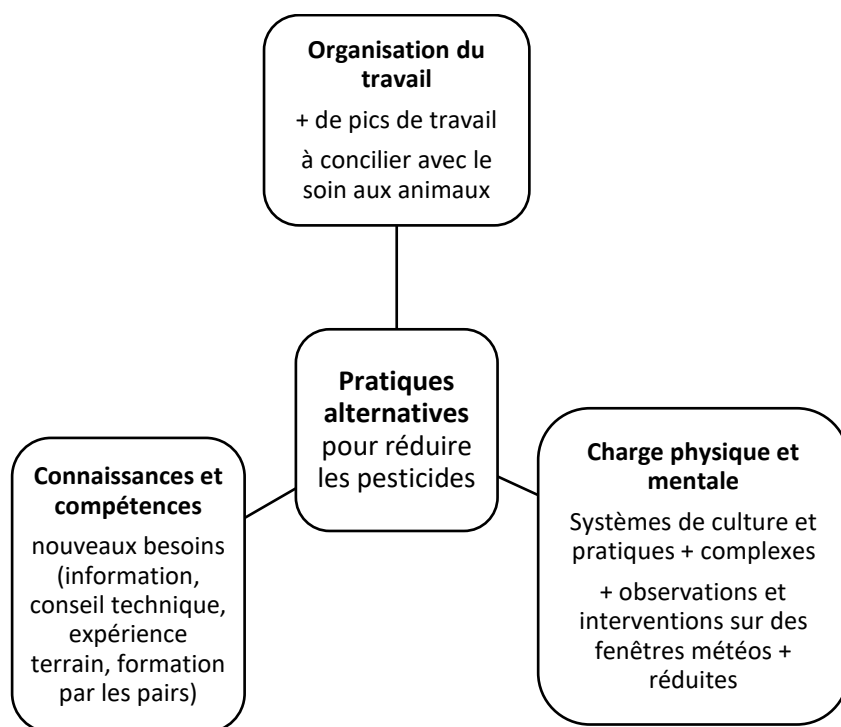 Organisation du
travail
+ de pics de travail
à concilier avec le
soin aux animaux
Pratiques
alternatives
pour réduire
les pesticides
Connaissances et
compétences
nouveaux besoins
(information,
conseil technique,
expérience
terrain, formation
par les pairs)
Charge physique et
mentale
Systèmes de culture et
pratiques + complexes
+ observations et
interventions sur des
fenêtres météos +
réduites